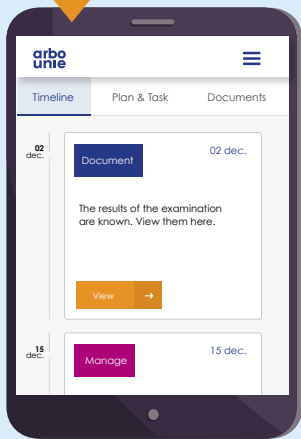 arbo
unie
Timeline Plan & Task Documents
02
dec.
Document
02 dec.
The results of the examination
are known. View them here.
View →
15
dec.
Manage
15 dec.